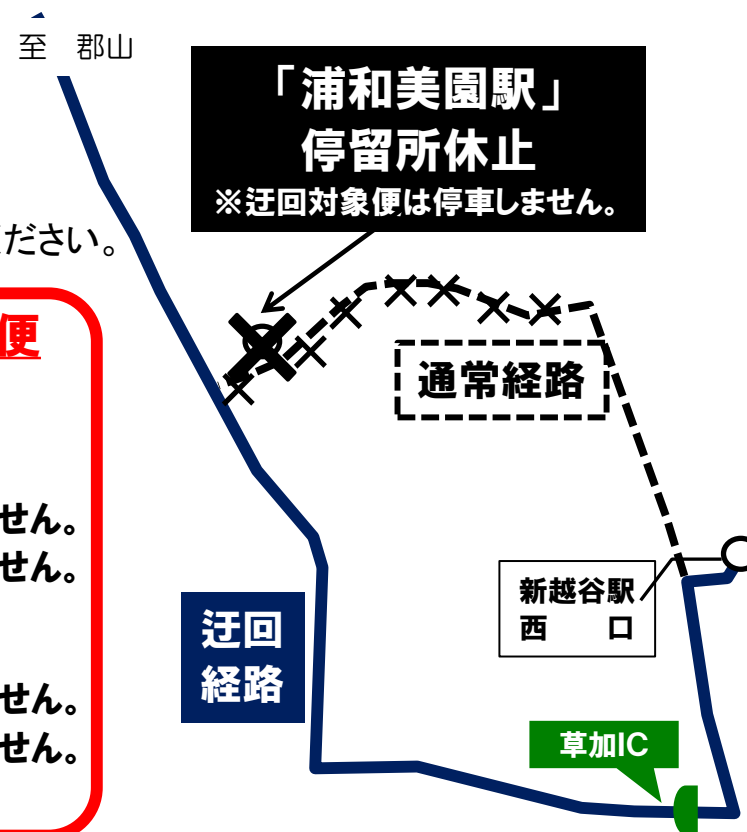 至 郡山
「浦和美園駅」
停留所休止
※迂回対象便は停車しません。
ださい。
便
せん。
せん。
せん。
せん。
通常経路
新越谷駅
西 口
迂回
経路
草加IC